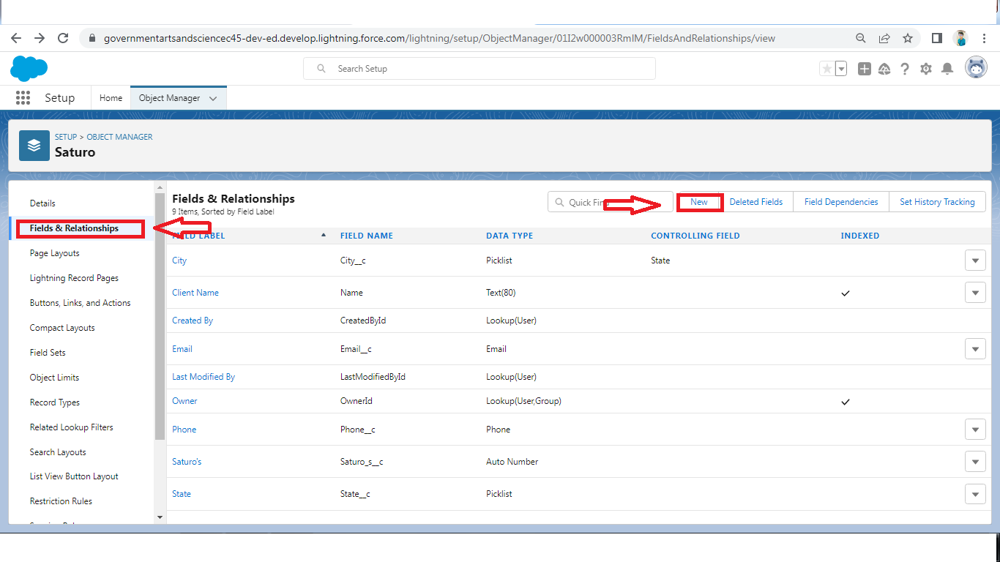 governmentartsandsciencec45-dev-ed.develop.lightning.force.com/lightning/setup/ObjectManager/01I2w000003RmIM/FieldsAndRelationships/view
Search Setup
Setup
Home
Object Manager
SETUP > OBJECT MANAGER
Saturo
Details
Fields & Relationships
Page Layouts
Lightning Record Pages
Buttons, Links, and Actions
Compact Layouts
Field Sets
Object Limits
Record Types
Related Lookup Filters
Search Layouts
List View Button Layout
Restriction Rules
Fields & Relationships
9 Items, Sorted by Field Label
Quick
New
Deleted Fields
Field Dependencies
Set History Tracking
LABEL FIELD NAME DATA TYPE CONTROLLING FIELD INDEXED
City City__c Picklist State
Client Name Name Text(80)
Created By CreatedById Lookup(User)
Email Email__c Email
Last Modified By LastModifiedById Lookup(User)
Owner OwnerId Lookup(User,Group)
Phone Phone__c Phone
Saturo's Saturo_s__c Auto Number
State State__c Picklist